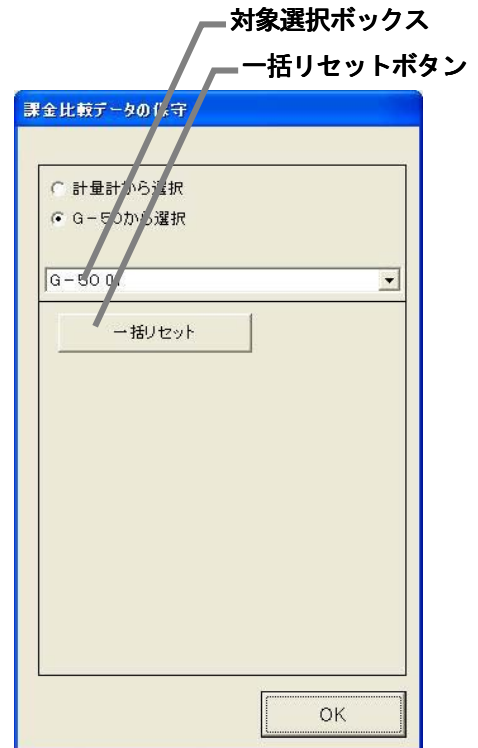 対象選択ボックス
一括リセットボタン
課金比較データの保守
計量計から選択
G-50から選択
G-50 01
一括リセット
OK